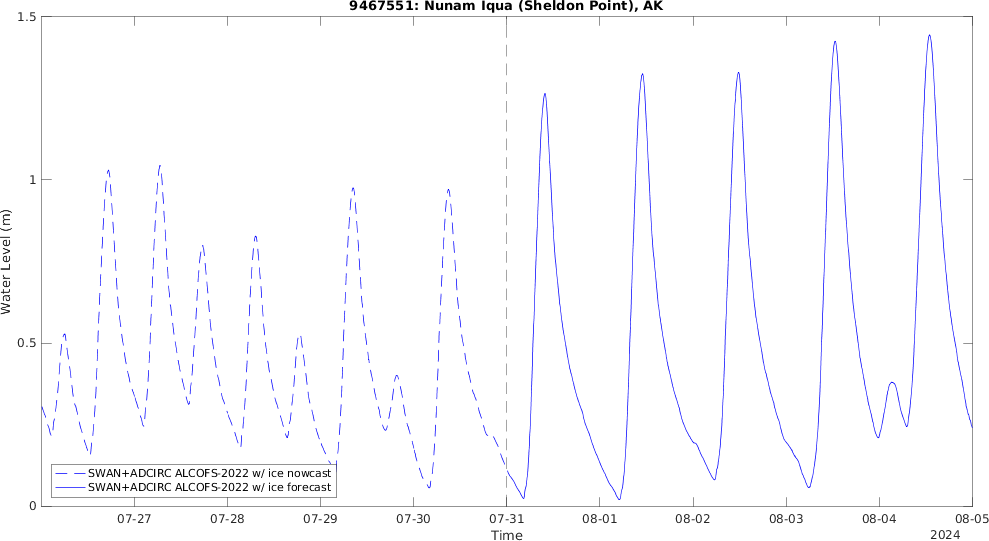 9467551: Nunam Iqua (Sheldon Point), AK
1.5
1
0.5
0
Water Level (m)
SWAN+ADCIRC ALCOFS-2022 w/ ice nowcast
SWAN+ADCIRC ALCOFS-2022 w/ ice forecast
07-27 07-28 07-29 07-30 07-31 08-01 08-02 08-03 08-04 08-05
Time
2024